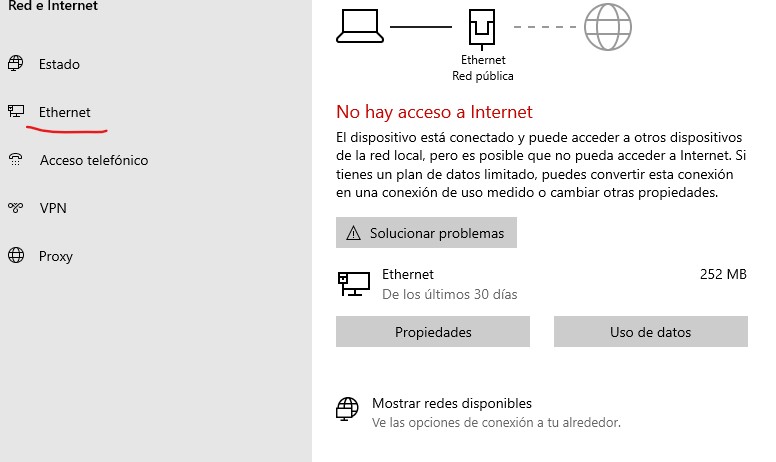 Red e Internet
Estado
Ethernet
Acceso telefónico
VPN
Proxy
Ethernet
Red pública
No hay acceso a Internet
El dispositivo está conectado y puede acceder a otros dispositivos
de la red local, pero es posible que no pueda acceder a Internet. Si
tienes un plan de datos limitado, puedes convertir esta conexión
en una conexión de uso medido o cambiar otras propiedades.
Solucionar problemas
Ethernet 252 MB
De los últimos 30 días
Propiedades Uso de datos
Mostrar redes disponibles
Ve las opciones de conexión a tu alrededor.